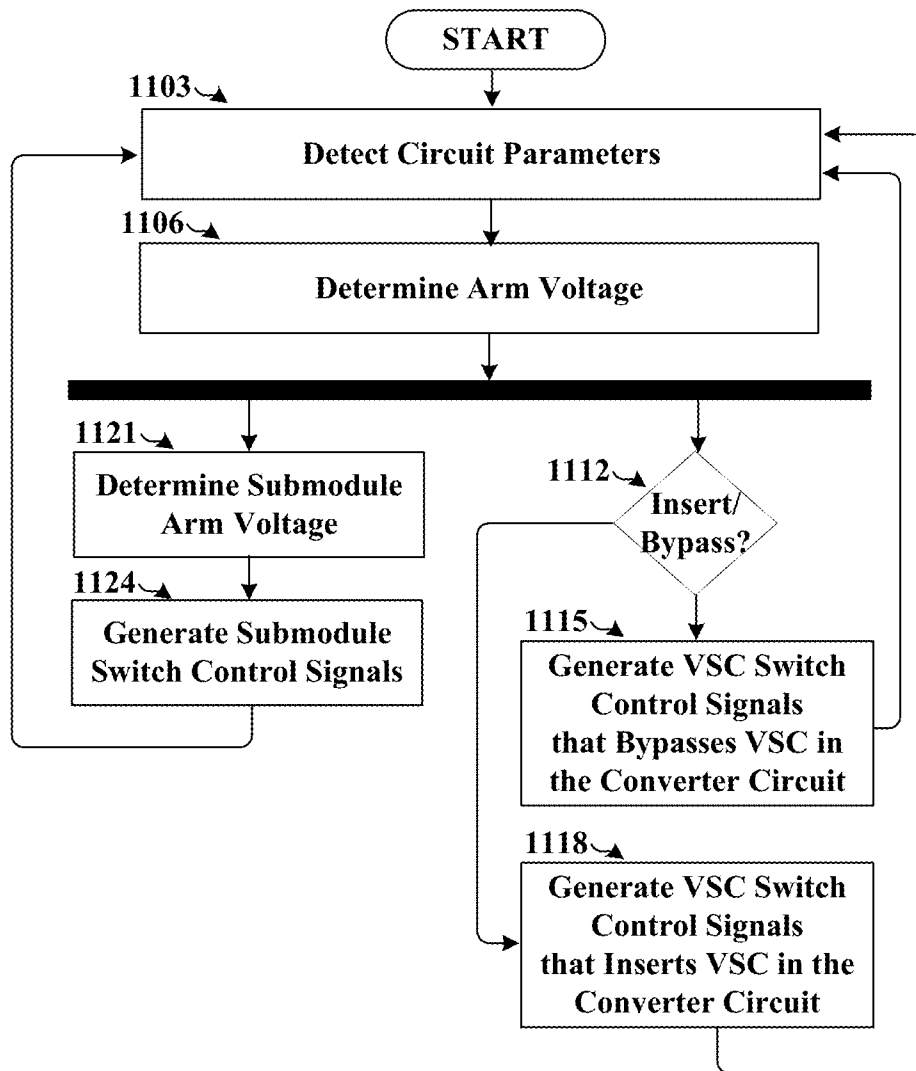 START
1103
Detect Circuit Parameters
1106
Determine Arm Voltage
1121
Determine Submodule
Arm Voltage
1124
Generate Submodule
Switch Control Signals
1112
Insert/
Bypass?
1115
Generate VSC Switch
Control Signals
that Bypasses VSC in
the Converter Circuit
1118
Generate VSC Switch
Control Signals
that Inserts VSC in the
Converter Circuit